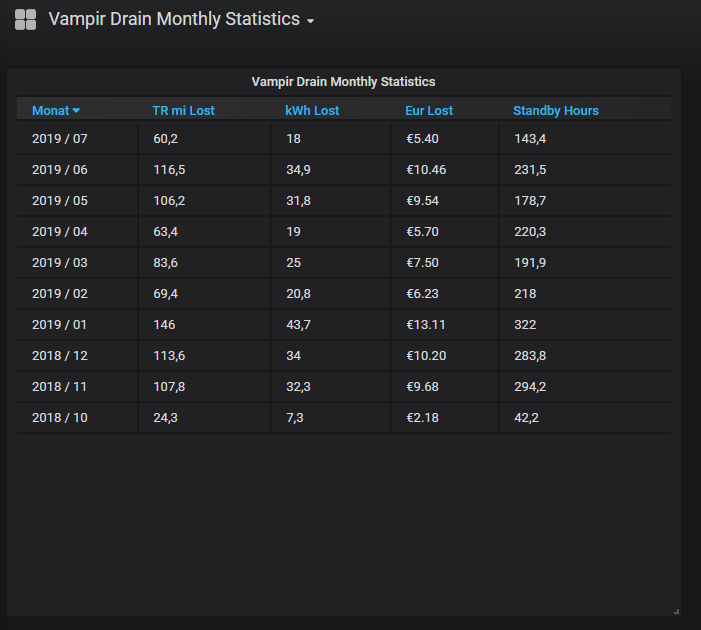 Vampir Drain Monthly Statistics
Vampir Drain Monthly Statistics
Monat TR mi Lost kWh Lost Eur Lost Standby Hours
2019 / 07 60,2 18 €5.40 143,4
2019 / 06 116,5 34,9 €10.46 231,5
2019 / 05 106,2 31,8 €9.54 178,7
2019 / 04 63,4 19 €5.70 220,3
2019 / 03 83,6 25 €7.50 191,9
2019 / 02 69,4 20,8 €6.23 218
2019 / 01 146 43,7 €13.11 322
2018 / 12 113,6 34 €10.20 283,8
2018 / 11 107,8 32,3 €9.68 294,2
2018 / 10 24,3 7,3 €2.18 42,2